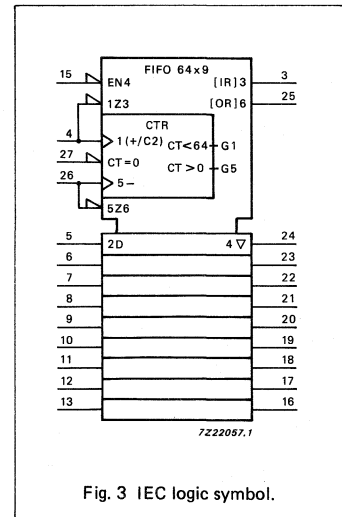 FIFO 64x9
15 EN4 [IR]3 3
1Z3 [OR]6 25
CTR
4 1(+/C2) CT<64 G1
27 CT=0 CT>0 G5
26 5−
5Z6
5 2D 4 ▽ 24
6 23
7 22
8 21
9 20
10 19
11 18
12 17
13 16
7Z22057.1
Fig. 3 IEC logic symbol.